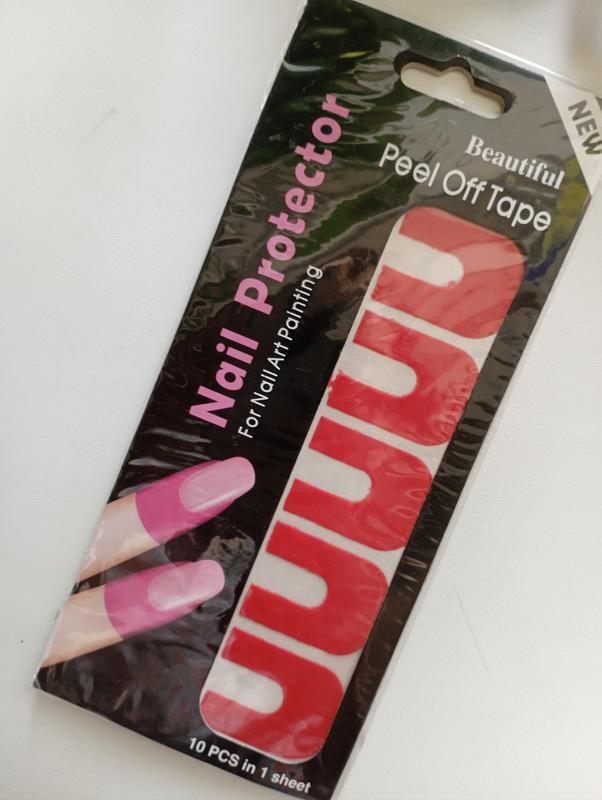 NEW
Beautiful
Peel Off Tape
Nail Protector
For Nail Art Painting
10 PCS in 1 sheet